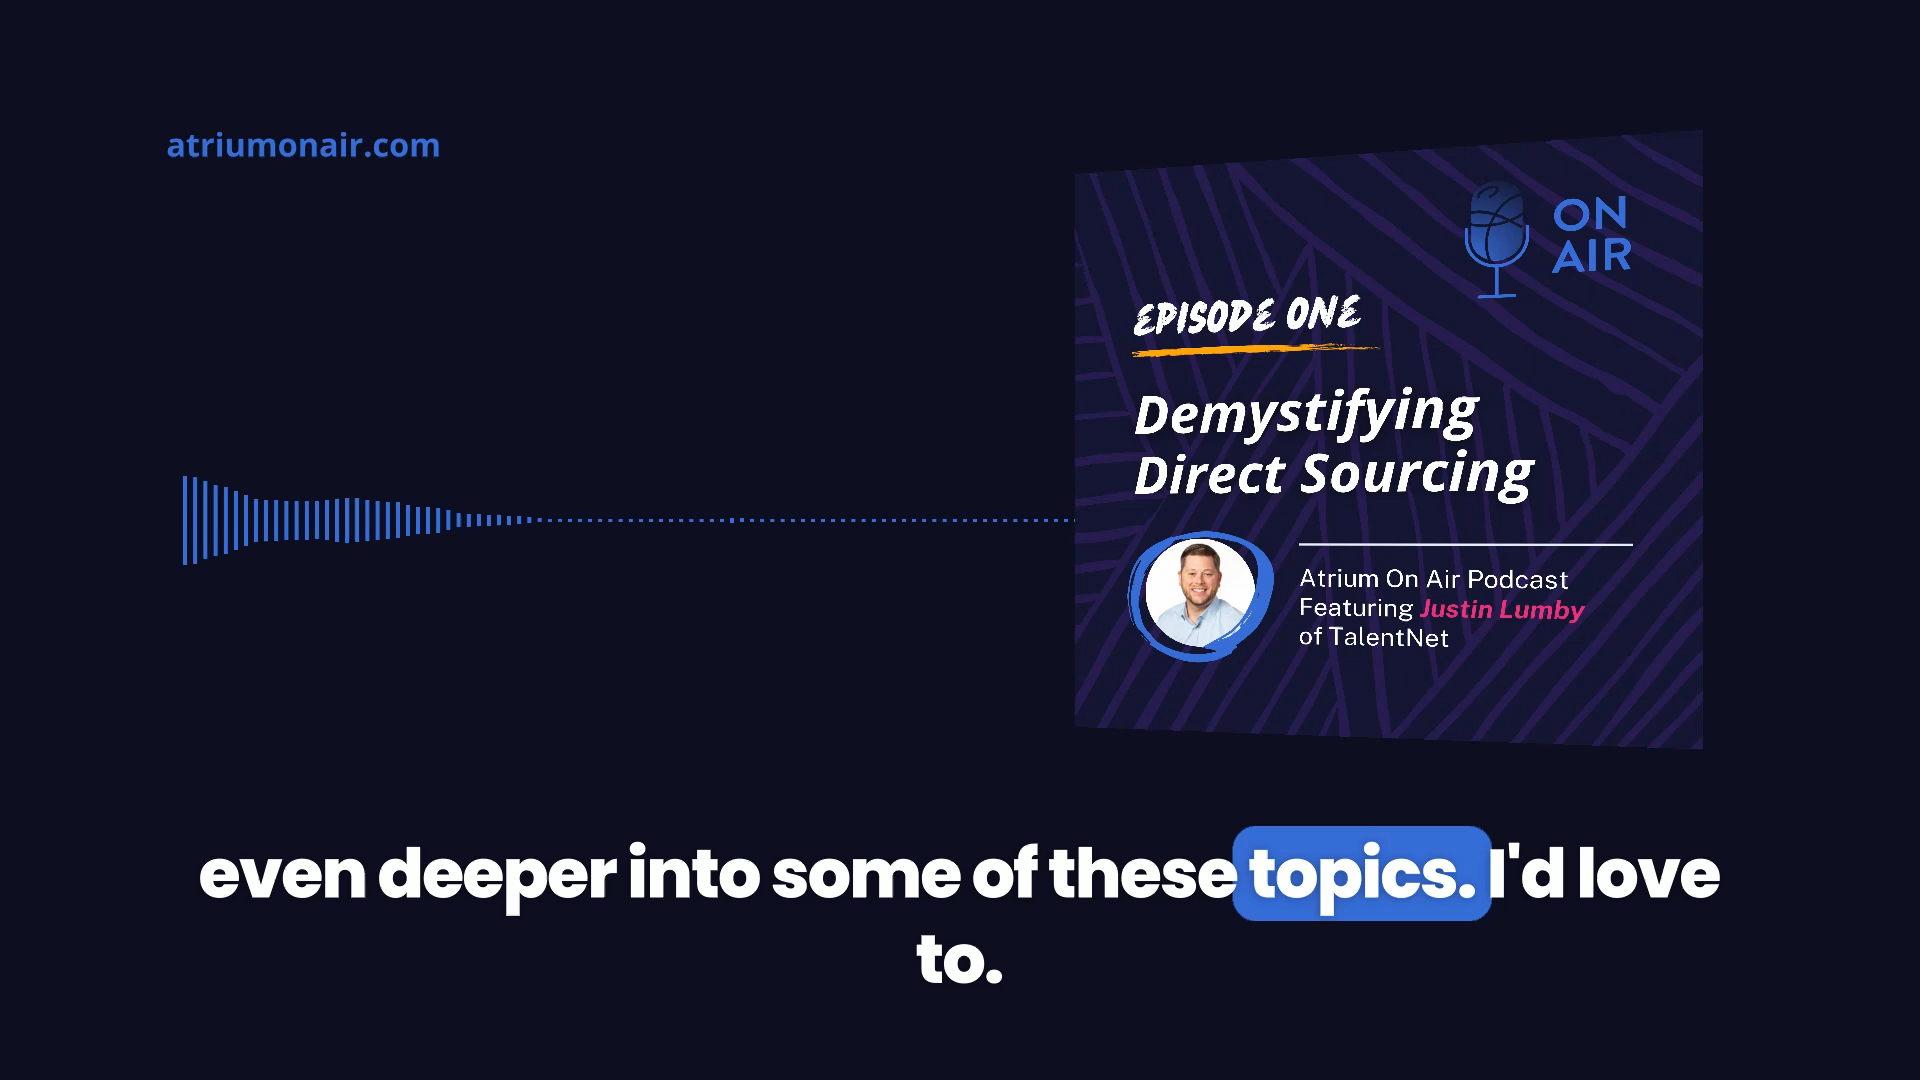 atriumonair.com
ON
AIR
EPISODE ONE
Demystifying
Direct Sourcing
Atrium On Air Podcast
Featuring Justin Lumby
of TalentNet
even deeper into some of these topics. I'd love
to.